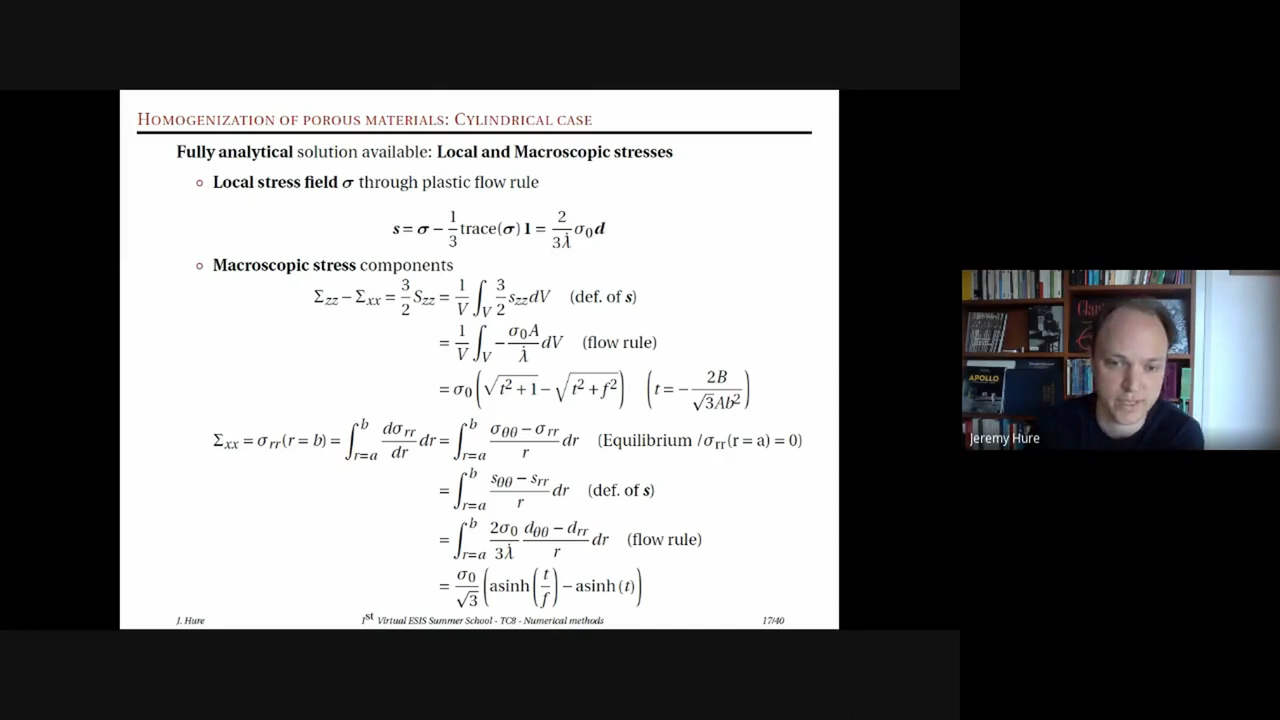 HOMOGENIZATION OF POROUS MATERIALS: CYLINDRICAL CASE
Fully analytical solution available: Local and Macroscopic stresses
Local stress field σ through plastic flow rule
s = σ − 1/3 trace(σ) 1 = 2/(3λ̇) σ₀d
Macroscopic stress components
Σzz − Σxx = 3/2 Szz = 1/V ∫_V 3/2 szz dV (def. of s)
= 1/V ∫_V − σ₀A/λ̇ dV (flow rule)
= σ₀ (√(t²+1) − √(t²+f²)) (t = − 2B/(√3Ab²))
Σxx = σrr(r = b) = ∫_{r=a}^{b} dσrr/dr dr = ∫_{r=a}^{b} (σθθ − σrr)/r dr (Equilibrium /σrr(r = a) = 0)
= ∫_{r=a}^{b} (sθθ − srr)/r dr (def. of s)
= ∫_{r=a}^{b} 2σ₀/(3λ̇) (dθθ − drr)/r dr (flow rule)
= σ₀/√3 (asinh(t/f) − asinh(t))
J. Hure 1st Virtual ESIS Summer School - TC8 - Numerical methods 17/40
APOLLO
Jeremy Hure